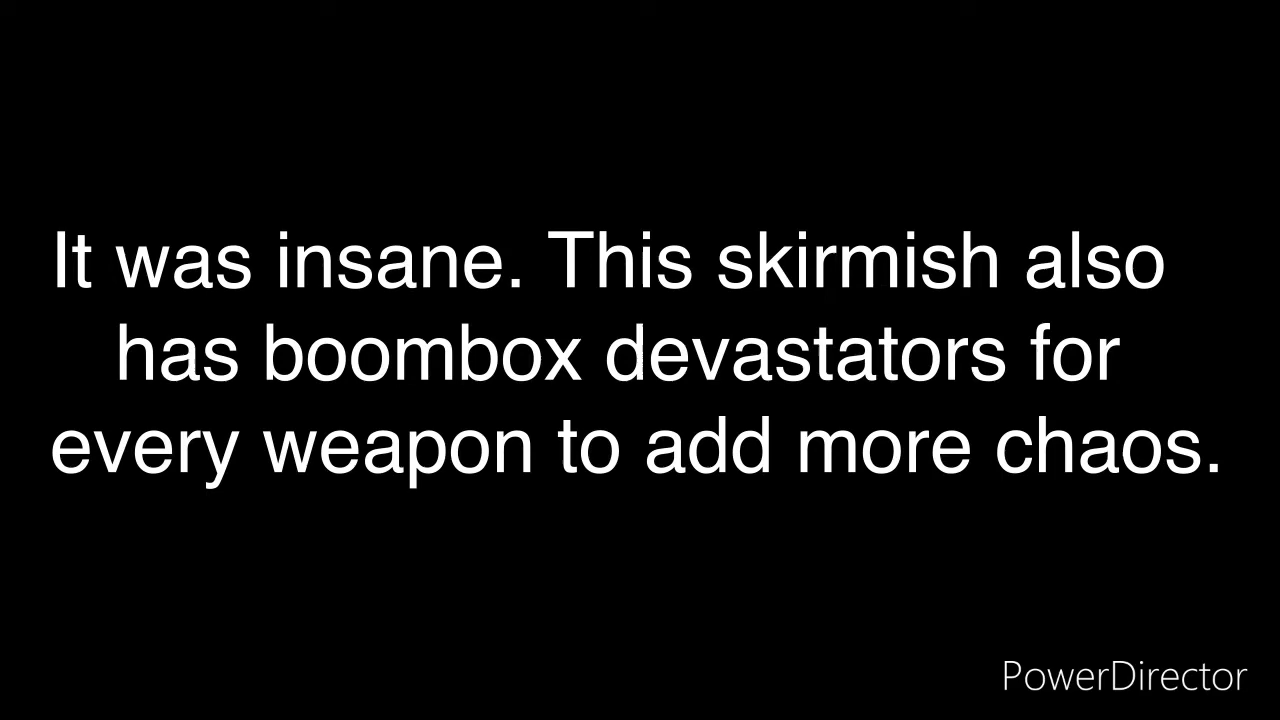 It was insane. This skirmish also
has boombox devastators for
every weapon to add more chaos.
PowerDirector